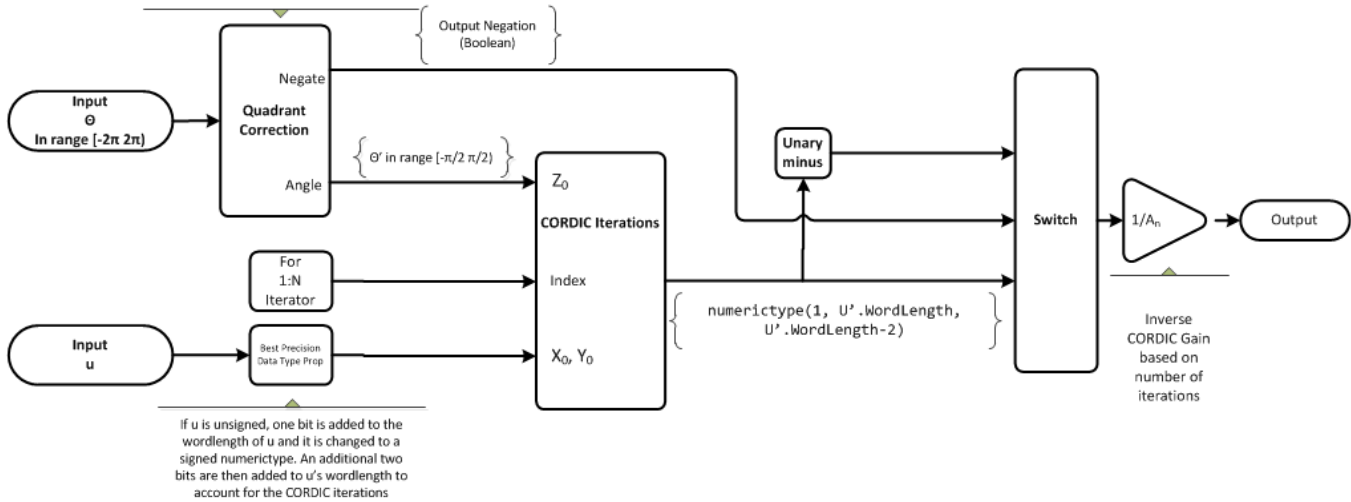 Output Negation
(Boolean)
Negate
Input
Θ
In range [-2π 2π)
Quadrant
Correction
Angle
Θ′ in range [-π/2 π/2)
Unary
minus
Z₀
CORDIC Iterations
Index
X₀, Y₀
For
1:N
Iterator
Input
u
Best Precision
Data Type Prop
If u is unsigned, one bit is added to the
wordlength of u and it is changed to a
signed numerictype. An additional two
bits are then added to u's wordlength to
account for the CORDIC iterations
numerictype(1, U'.WordLength,
U'.WordLength-2)
Switch
1/Aₙ
Output
Inverse
CORDIC Gain
based on
number of
iterations